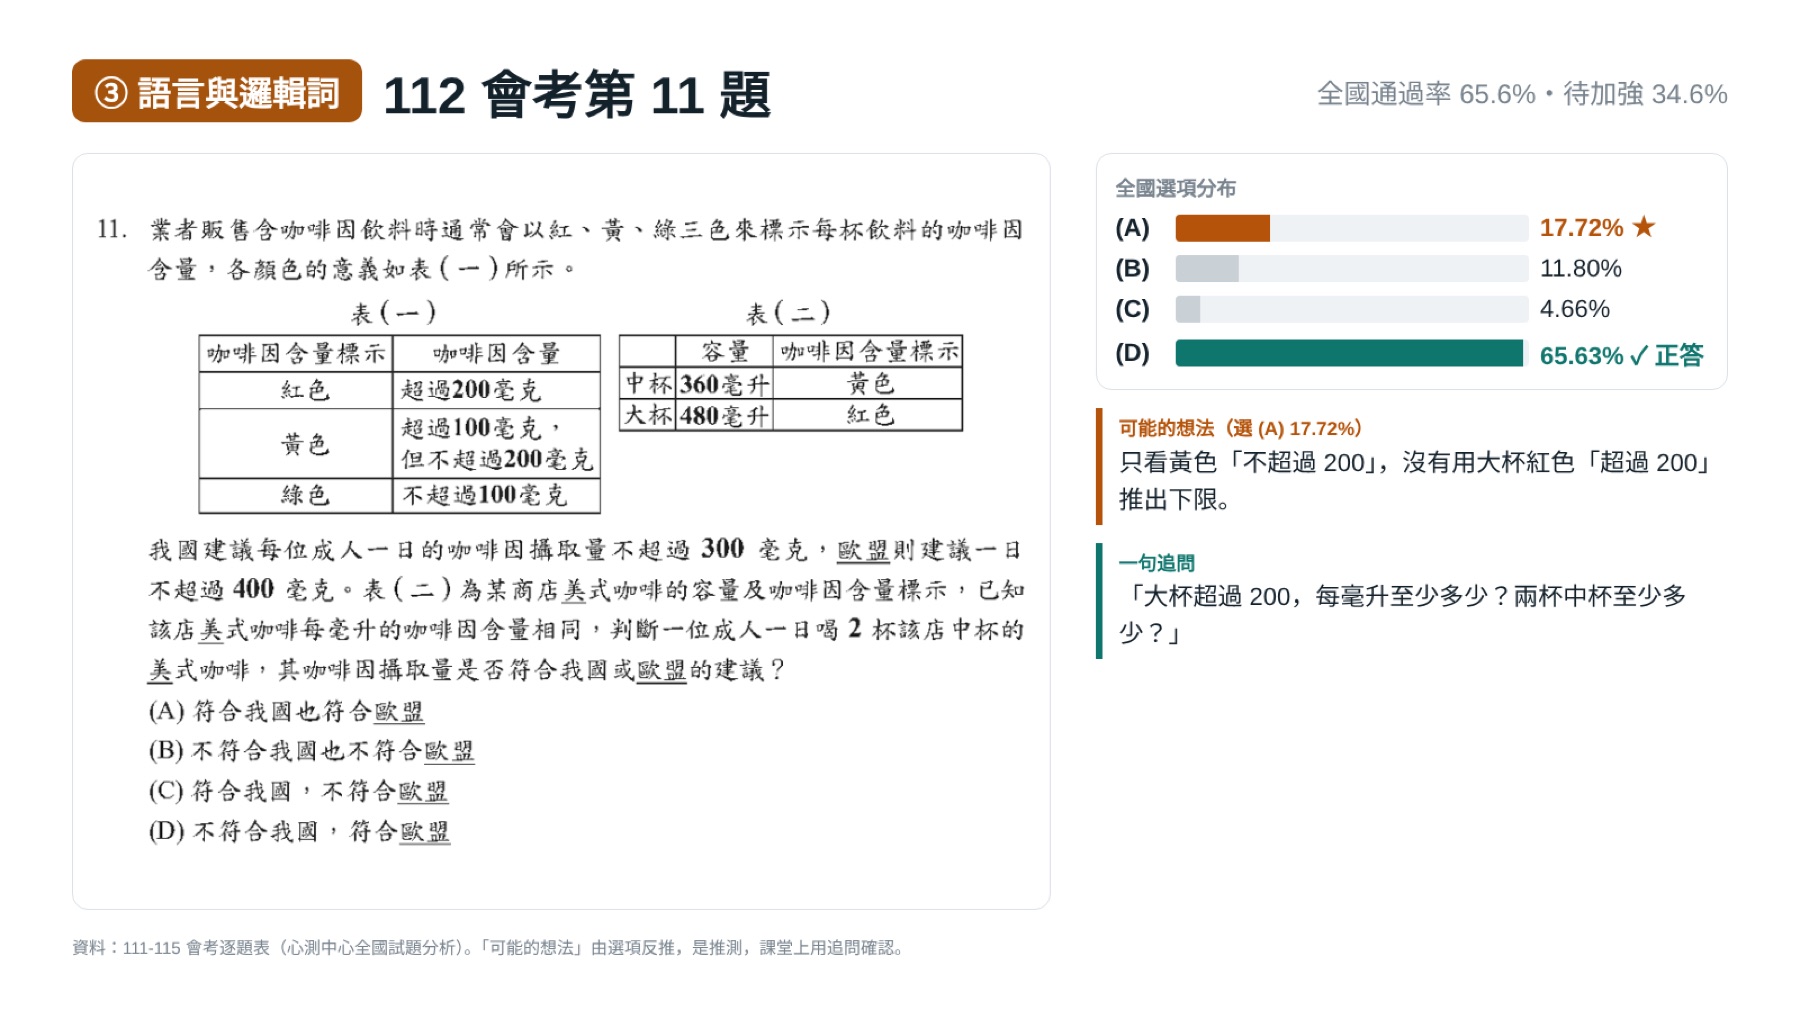 ③ 語言與邏輯詞
112 會考第 11 題
全國通過率 65.6%・待加強 34.6%
11. 業者販售含咖啡因飲料時通常會以紅、黃、綠三色來標示每杯飲料的咖啡因
含量，各顏色的意義如表(一)所示。
表(一)
咖啡因含量標示 咖啡因含量
紅色 超過200毫克
黃色 超過100毫克，
但不超過200毫克
綠色 不超過100毫克
表(二)
容量 咖啡因含量標示
中杯 360毫升 黃色
大杯 480毫升 紅色
我國建議每位成人一日的咖啡因攝取量不超過 300 毫克，歐盟則建議一日
不超過 400 毫克。表(二)為某商店美式咖啡的容量及咖啡因含量標示，已知
該店美式咖啡每毫升的咖啡因含量相同，判斷一位成人一日喝 2 杯該店中杯的
美式咖啡，其咖啡因攝取量是否符合我國或歐盟的建議？
(A) 符合我國也符合歐盟
(B) 不符合我國也不符合歐盟
(C) 符合我國，不符合歐盟
(D) 不符合我國，符合歐盟
全國選項分布
(A) 17.72% ★
(B) 11.80%
(C) 4.66%
(D) 65.63% ✓ 正答
可能的想法（選 (A) 17.72%）
只看黃色「不超過 200」，沒有用大杯紅色「超過 200」
推出下限。
一句追問
「大杯超過 200，每毫升至少多少？兩杯中杯至少多
少？」
資料：111-115 會考逐題表（心測中心全國試題分析）。「可能的想法」由選項反推，是推測，課堂上用追問確認。